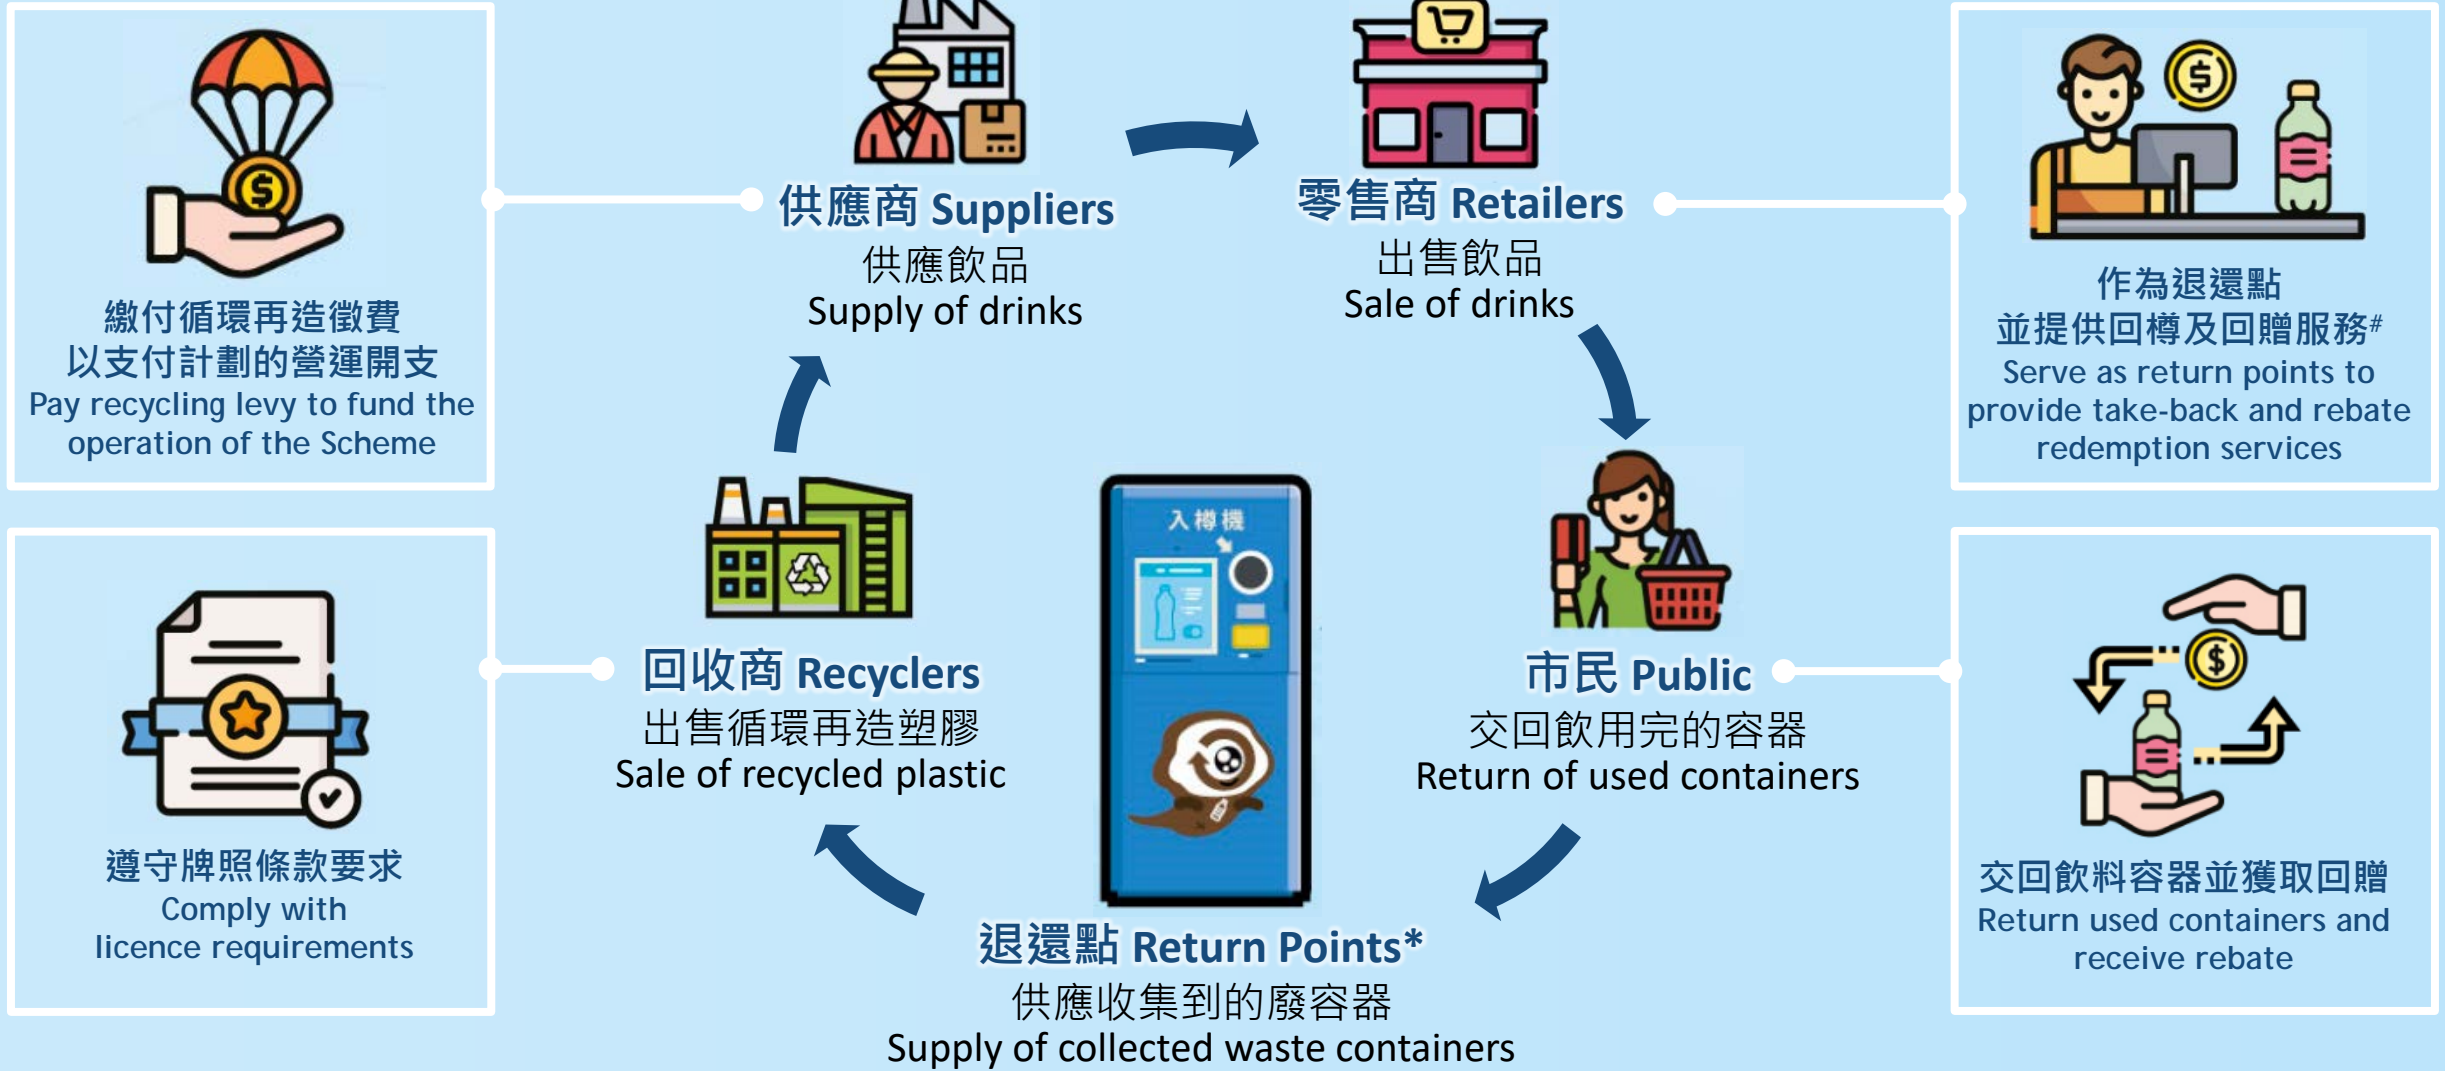 供應商 Suppliers
供應飲品
Supply of drinks
零售商 Retailers
出售飲品
Sale of drinks
繳付循環再造徵費
以支付計劃的營運開支
Pay recycling levy to fund the
operation of the Scheme
作為退還點
並提供回樽及回贈服務#
Serve as return points to
provide take-back and rebate
redemption services
入樽機
回收商 Recyclers
出售循環再造塑膠
Sale of recycled plastic
市民 Public
交回飲用完的容器
Return of used containers
遵守牌照條款要求
Comply with
licence requirements
交回飲料容器並獲取回贈
Return used containers and
receive rebate
退還點 Return Points*
供應收集到的廢容器
Supply of collected waste containers